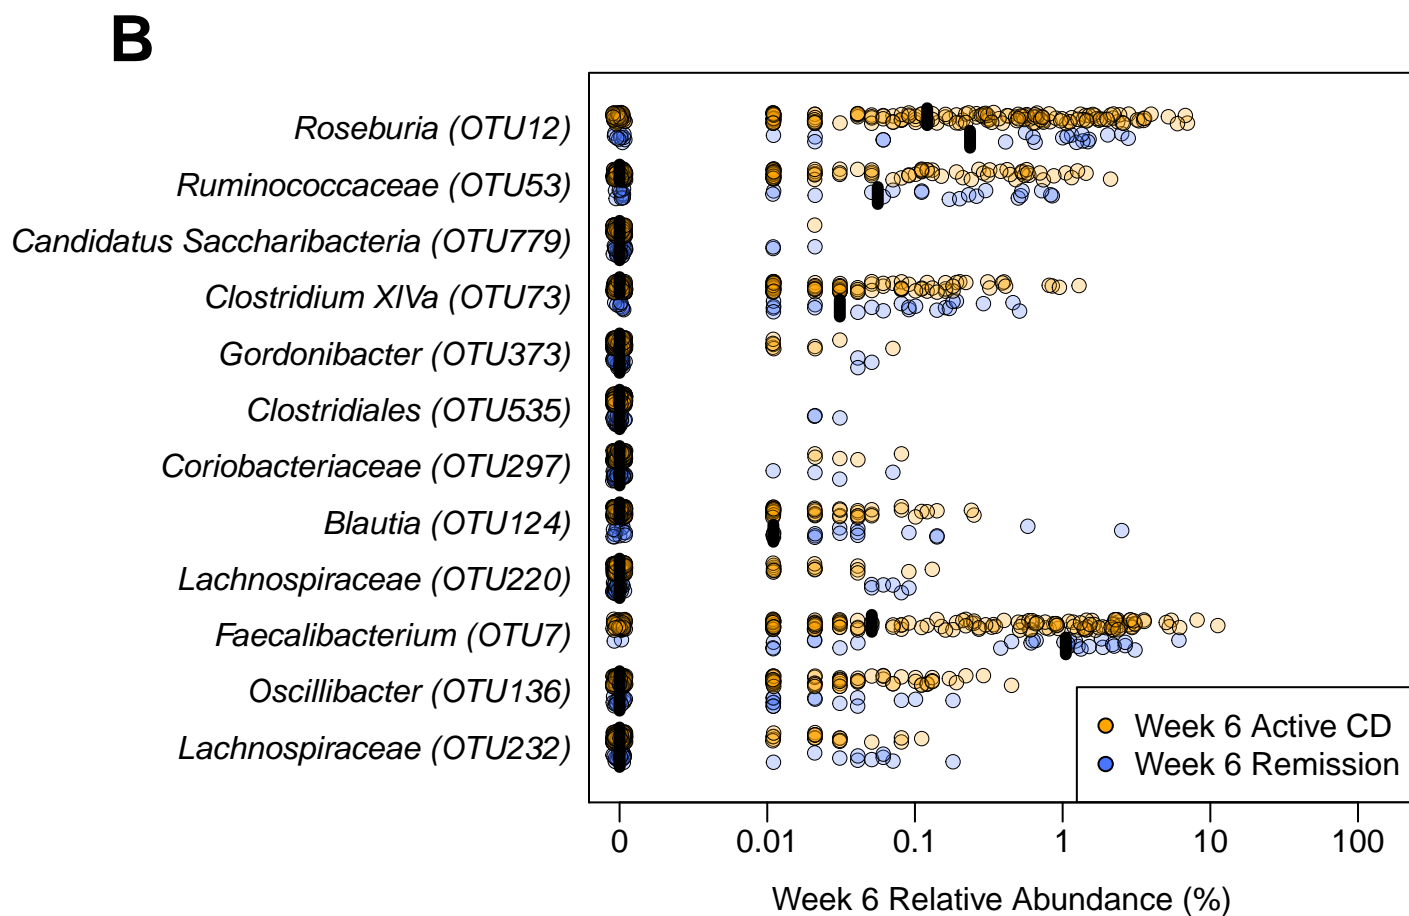 B
Roseburia (OTU12)
Ruminococcaceae (OTU53)
Candidatus Saccharibacteria (OTU779)
Clostridium XIVa (OTU73)
Gordonibacter (OTU373)
Clostridiales (OTU535)
Coriobacteriaceae (OTU297)
Blautia (OTU124)
Lachnospiraceae (OTU220)
Faecalibacterium (OTU7)
Oscillibacter (OTU136)
Lachnospiraceae (OTU232)
Week 6 Active CD
Week 6 Remission
0 0.01 0.1 1 10 100
Week 6 Relative Abundance (%)